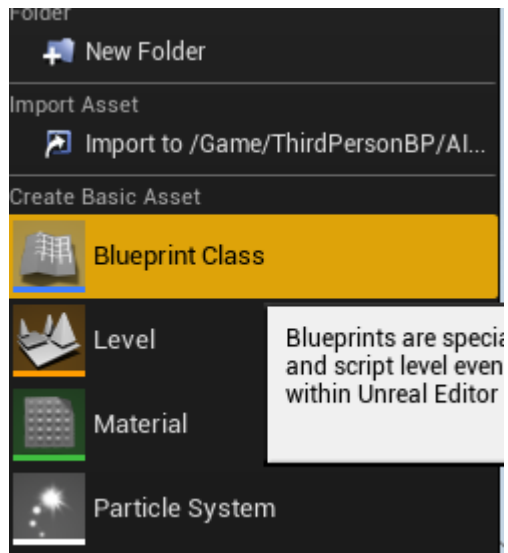 Folder
New Folder
Import Asset
Import to /Game/ThirdPersonBP/AI...
Create Basic Asset
Blueprint Class
Level
Blueprints are specia
and script level even
within Unreal Editor
Material
Particle System